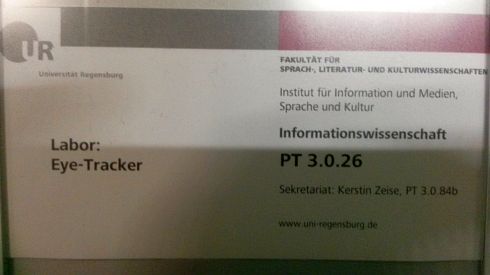 UR
Universität Regensburg
FAKULTÄT FÜR
SPRACH-, LITERATUR- UND KULTURWISSENSCHAFTEN
Institut für Information und Medien,
Sprache und Kultur
Informationswissenschaft
Labor:
Eye-Tracker
PT 3.0.26
Sekretariat: Kerstin Zeise, PT 3.0.84b
www.uni-regensburg.de